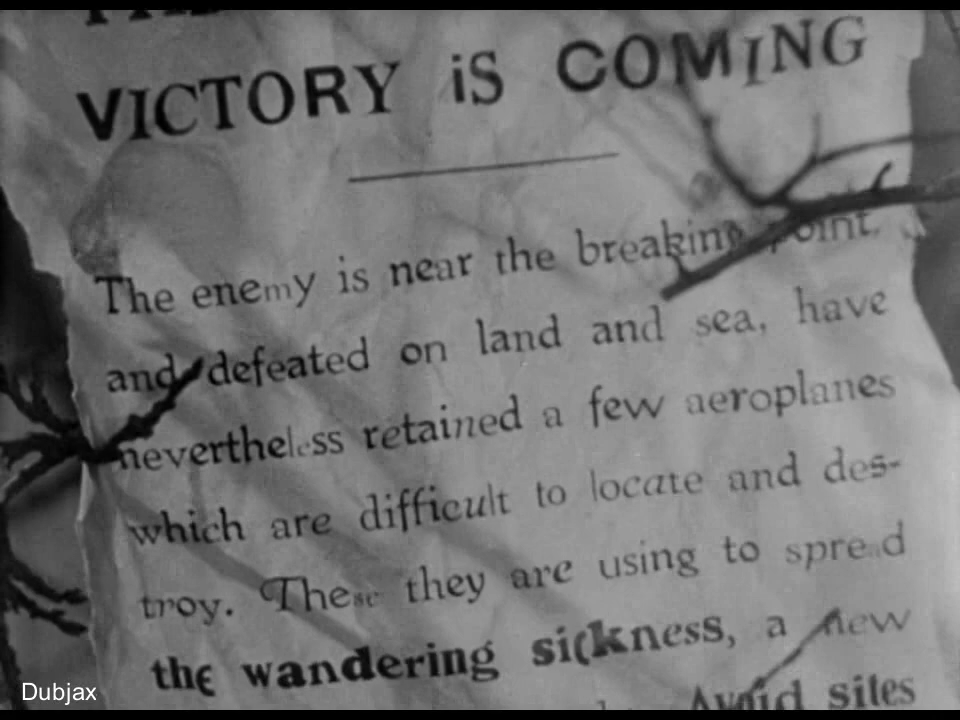 VICTORY iS COMING
The enemy is near the breaking point,
and defeated on land and sea, have
nevertheless retained a few aeroplanes
which are difficult to locate and des-
troy. These they are using to spread
the wandering sickness, a new
Avoid sites
Dubjax